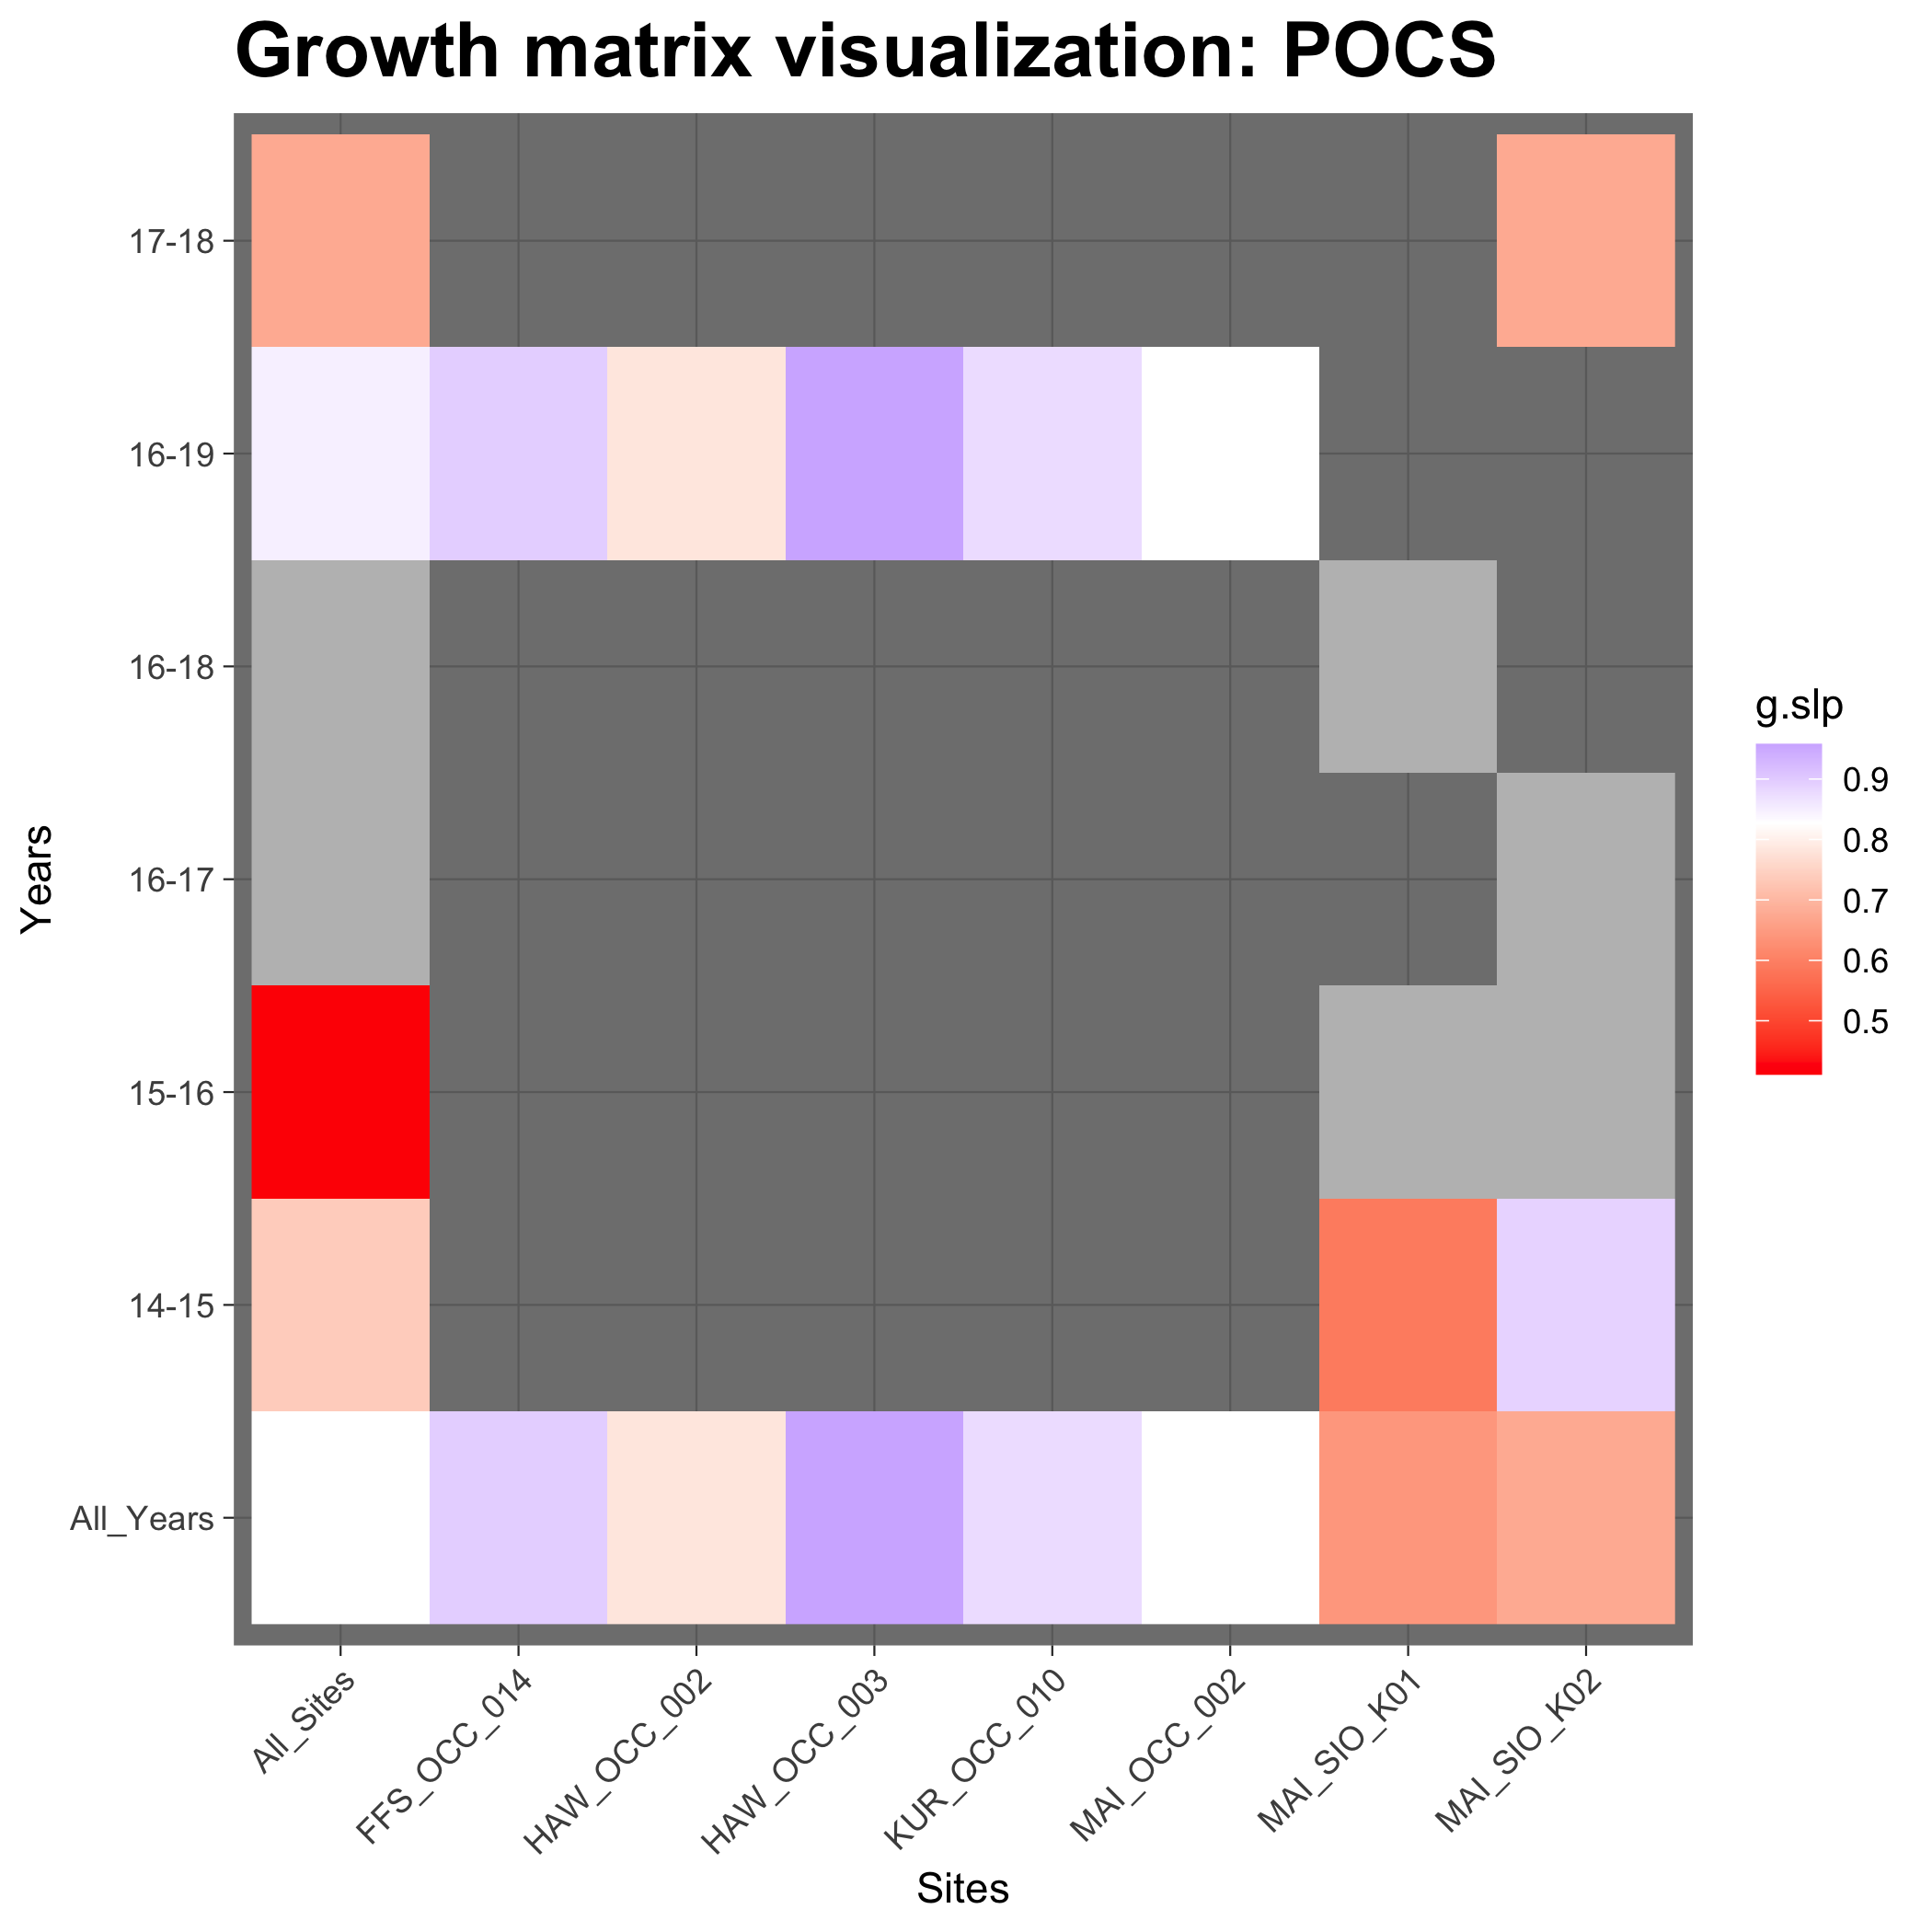 Growth matrix visualization: POCS
17-18
16-19
16-18
16-17
15-16
14-15
All_Years
Years
All_Sites
FFS_OCC_014
HAW_OCC_002
HAW_OCC_003
KUR_OCC_010
MAI_OCC_002
MAI_SIO_K01
MAI_SIO_K02
Sites
g.slp
0.9
0.8
0.7
0.6
0.5